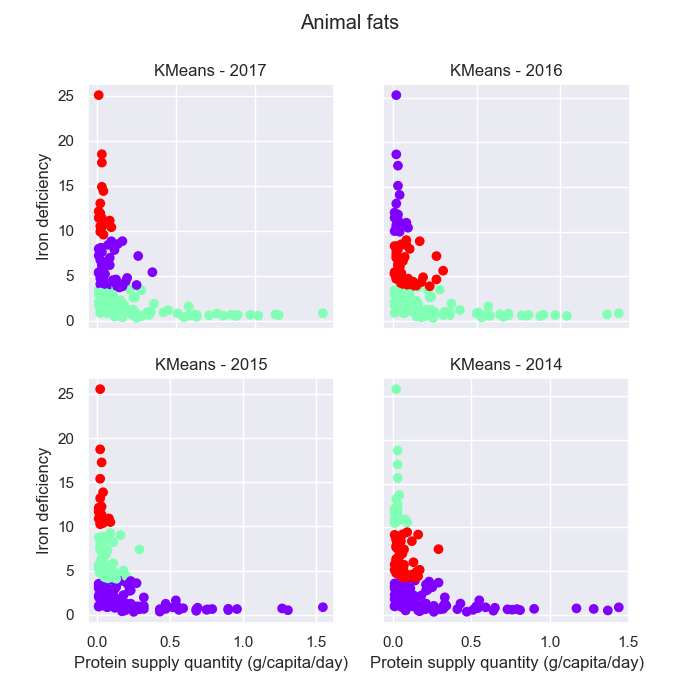 Animal fats
KMeans - 2017
KMeans - 2016
25
20
15
10
5
0
Iron deficiency
KMeans - 2015
KMeans - 2014
25
20
15
10
5
0
Iron deficiency
0.0 0.5 1.0 1.5
0.0 0.5 1.0 1.5
Protein supply quantity (g/capita/day)
Protein supply quantity (g/capita/day)